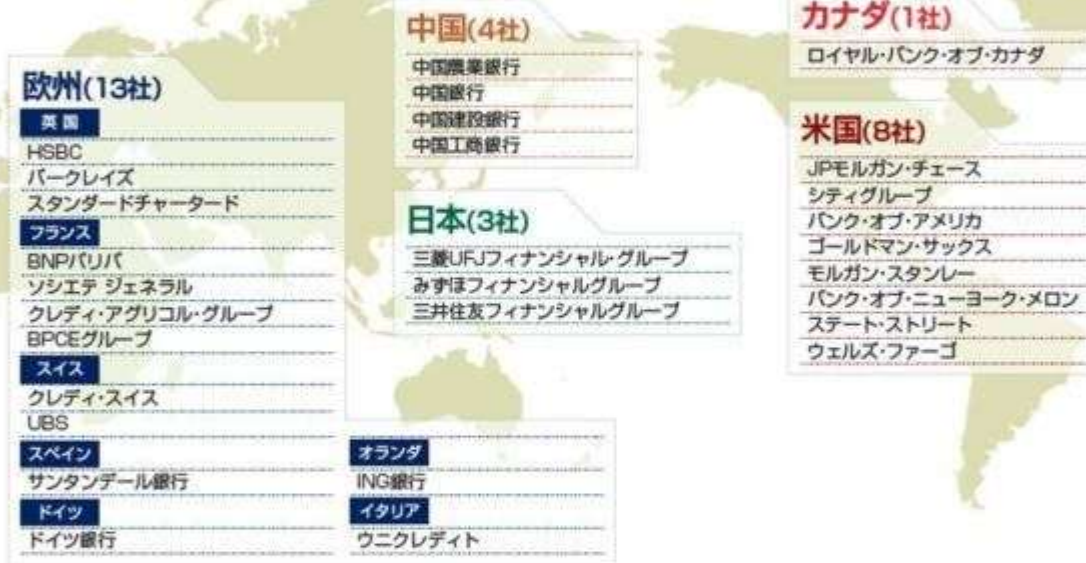 欧州(13社)
英国
HSBC
バークレイズ
スタンダードチャータード
フランス
BNPパリバ
ソシエテ ジェネラル
クレディ・アグリコル・グループ
BPCEグループ
スイス
クレディ・スイス
UBS
スペイン
サンタンデール銀行
ドイツ
ドイツ銀行
オランダ
ING銀行
イタリア
ウニクレディト
中国(4社)
中国農業銀行
中国銀行
中国建設銀行
中国工商銀行
日本(3社)
三菱UFJフィナンシャル・グループ
みずほフィナンシャルグループ
三井住友フィナンシャルグループ
カナダ(1社)
ロイヤル・バンク・オブ・カナダ
米国(8社)
JPモルガン・チェース
シティグループ
バンク・オブ・アメリカ
ゴールドマン・サックス
モルガン・スタンレー
バンク・オブ・ニューヨーク・メロン
ステート・ストリート
ウェルズ・ファーゴ